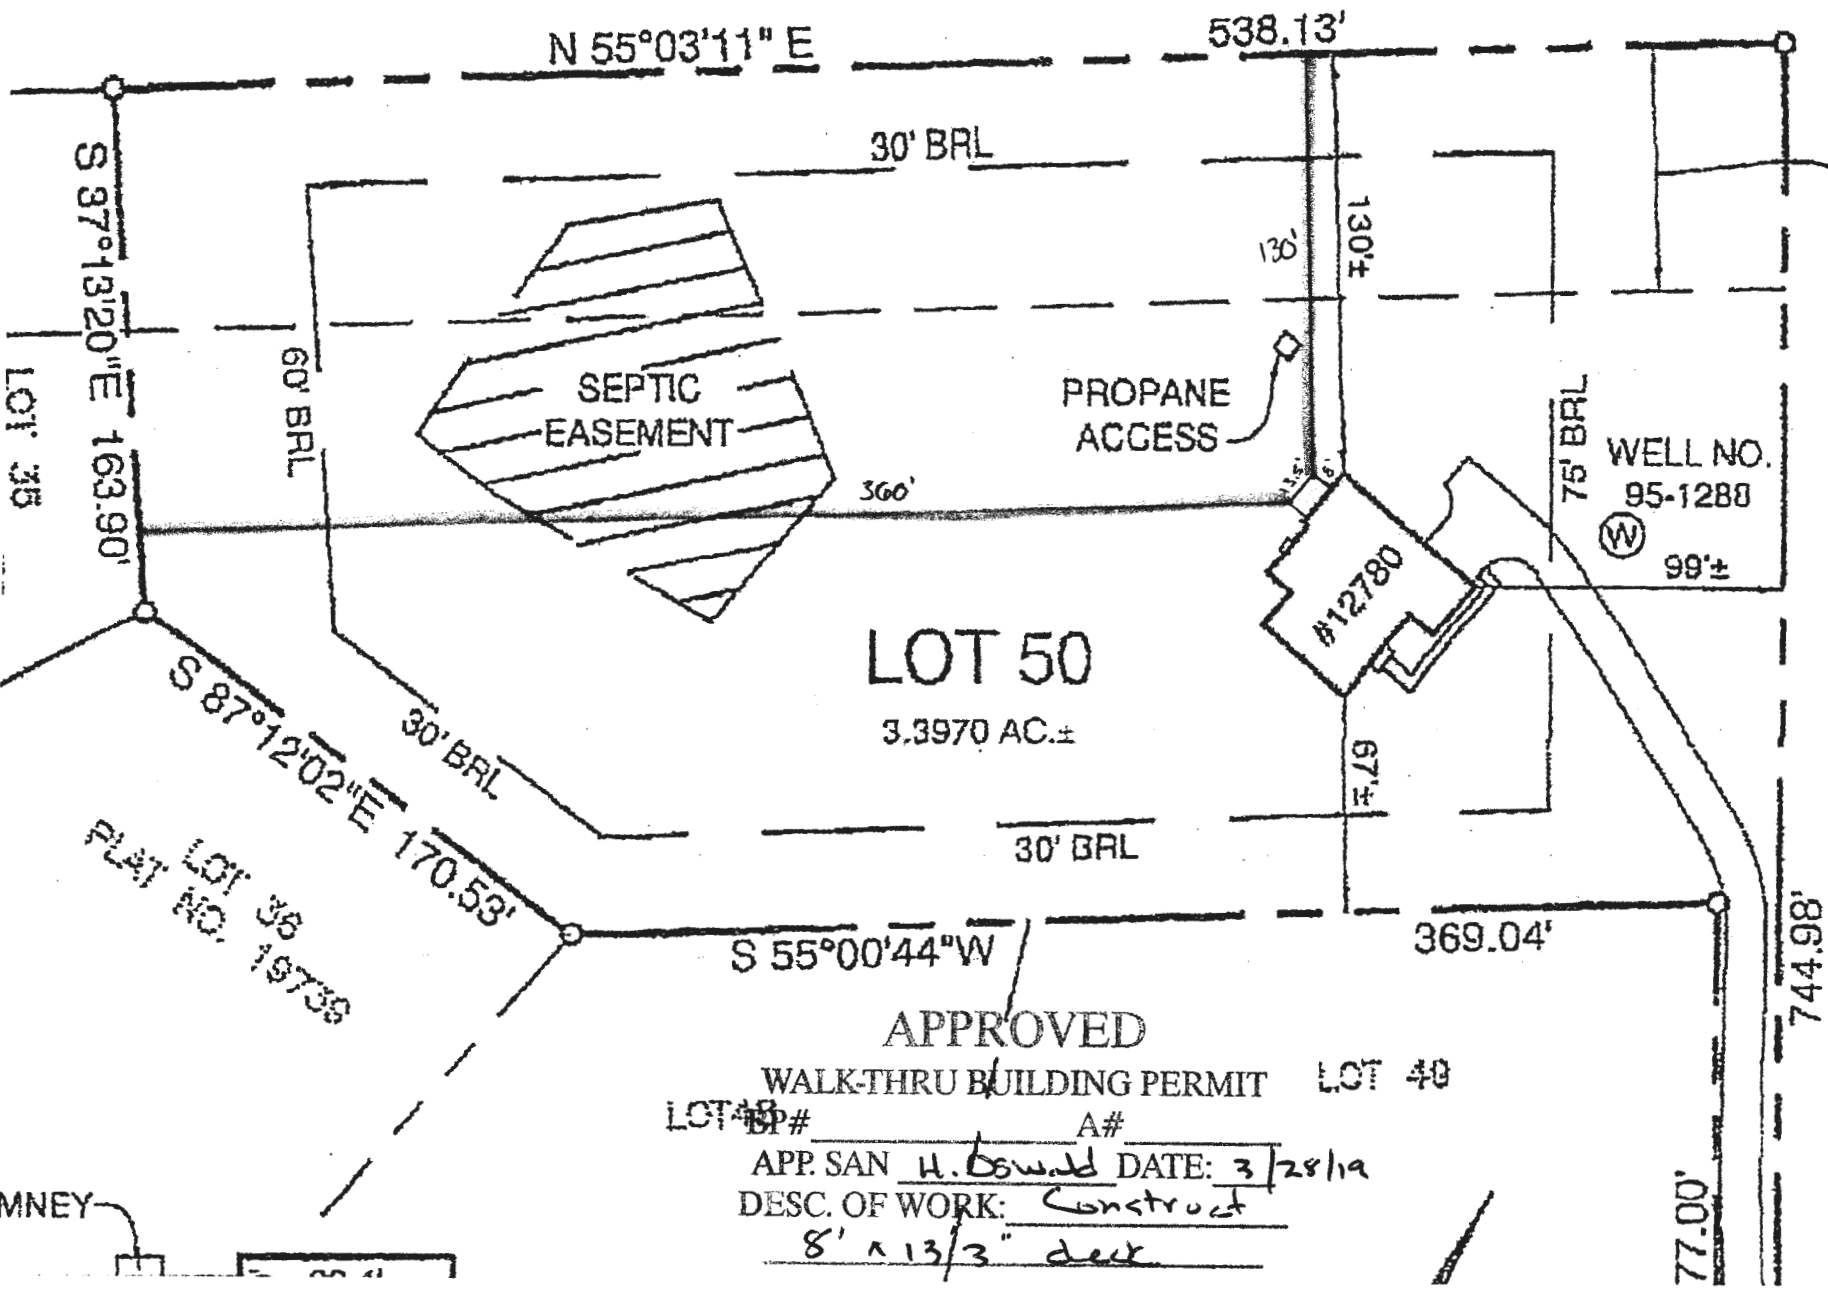 N 55°03'11" E
538.13'
30' BRL
S 37°13'20"E 163.90'
130'
130'±
60' BRL
LOT 35
SEPTIC
EASEMENT
PROPANE
ACCESS
75' BRL
WELL NO.
95-1288
W
99'±
360'
8'
#12780
LOT 50
3.3970 AC.±
S 87°12'02"E 170.53'
30' BRL
67'±
30' BRL
LOT 36
PLAT NO. 19739
S 55°00'44"W
369.04'
744.98'
APPROVED
WALK-THRU BUILDING PERMIT
LOT 49
LOT 48
BP# A#
APP. SAN H. Oswald DATE: 3/28/19
DESC. OF WORK: Construct
8' x 13'3" deck
MNEY
77.00'